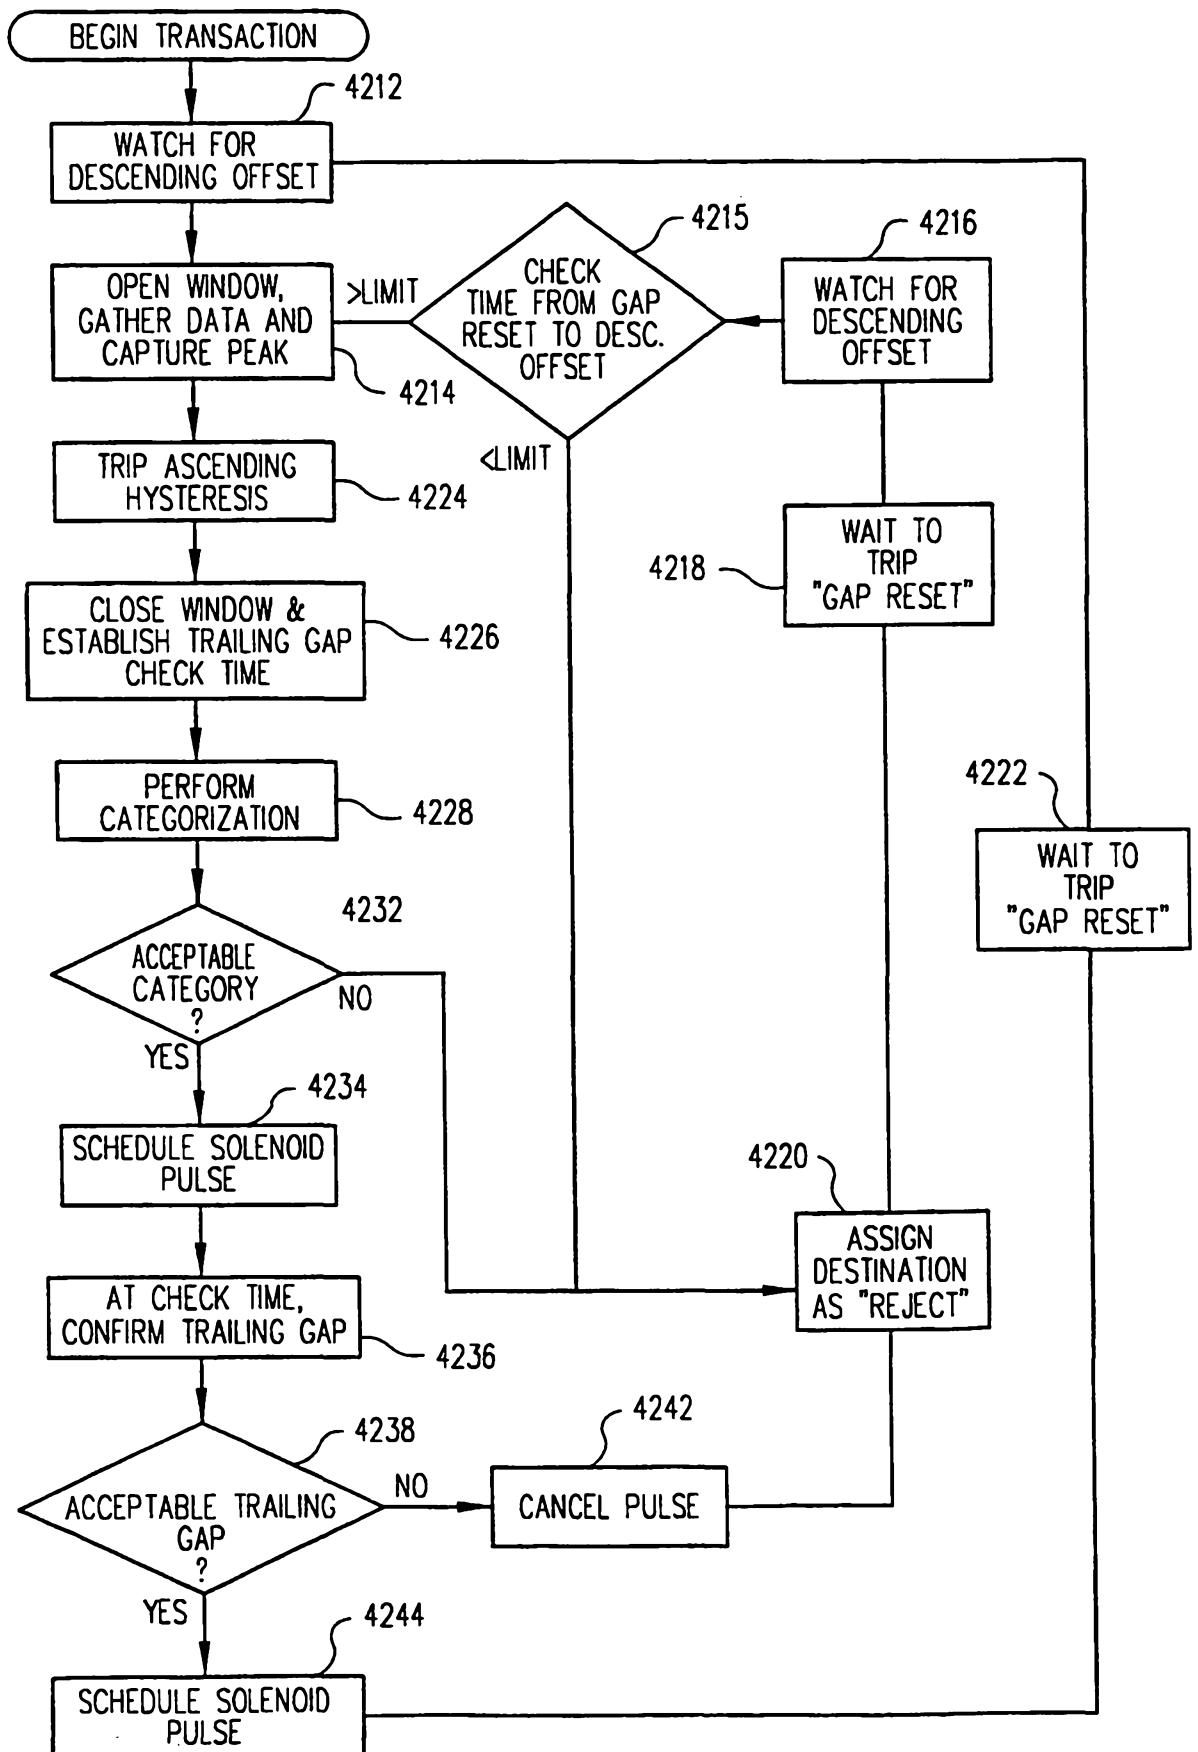 BEGIN TRANSACTION
4212
WATCH FOR
DESCENDING OFFSET
4215
4216
OPEN WINDOW,
GATHER DATA AND
CAPTURE PEAK
>LIMIT
CHECK
TIME FROM GAP
RESET TO DESC.
OFFSET
WATCH FOR
DESCENDING
OFFSET
4214
<LIMIT
TRIP ASCENDING
HYSTERESIS
4224
WAIT TO
TRIP
"GAP RESET"
4218
CLOSE WINDOW &
ESTABLISH TRAILING GAP
CHECK TIME
4226
PERFORM
CATEGORIZATION
4228
4222
WAIT TO
TRIP
"GAP RESET"
4232
ACCEPTABLE
CATEGORY
?
NO
YES
4234
SCHEDULE SOLENOID
PULSE
4220
ASSIGN
DESTINATION
AS "REJECT"
AT CHECK TIME,
CONFIRM TRAILING GAP
4236
4238
ACCEPTABLE TRAILING
GAP
?
NO
4242
CANCEL PULSE
YES
4244
SCHEDULE SOLENOID
PULSE